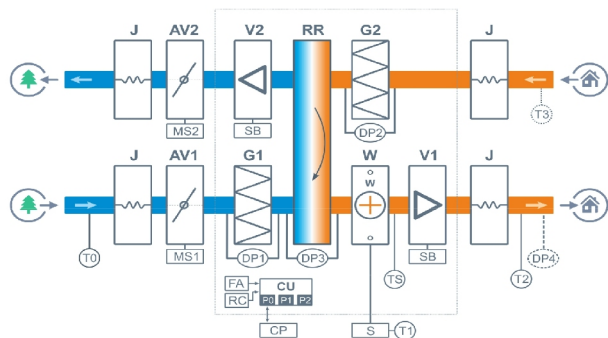 J AV2 V2 RR G2 J
MS2 SB DP2 T3
J AV1 G1 W V1 J
w
T0 MS1 DP1 DP3 TS SB T2 DP4
FA CU
RC P0 P1 P2
CP S T1